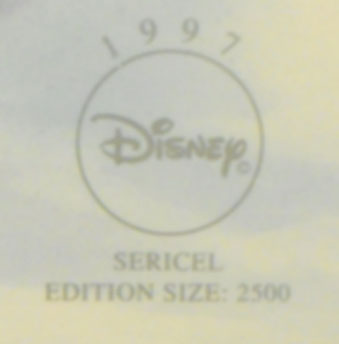 1997
Disney©
SERICEL
EDITION SIZE: 2500